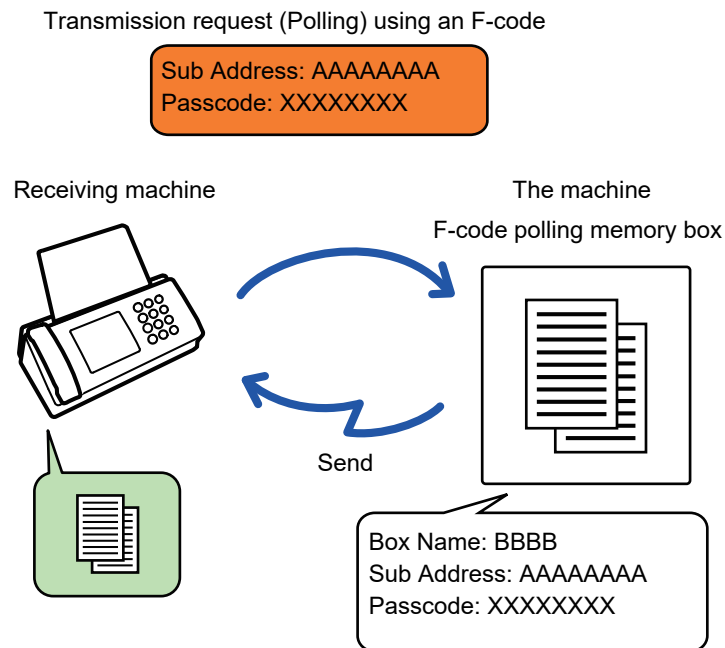 Transmission request (Polling) using an F-code
Sub Address: AAAAAAAA
Passcode: XXXXXXXX
Receiving machine
The machine
F-code polling memory box
Send
Box Name: BBBB
Sub Address: AAAAAAAA
Passcode: XXXXXXXX